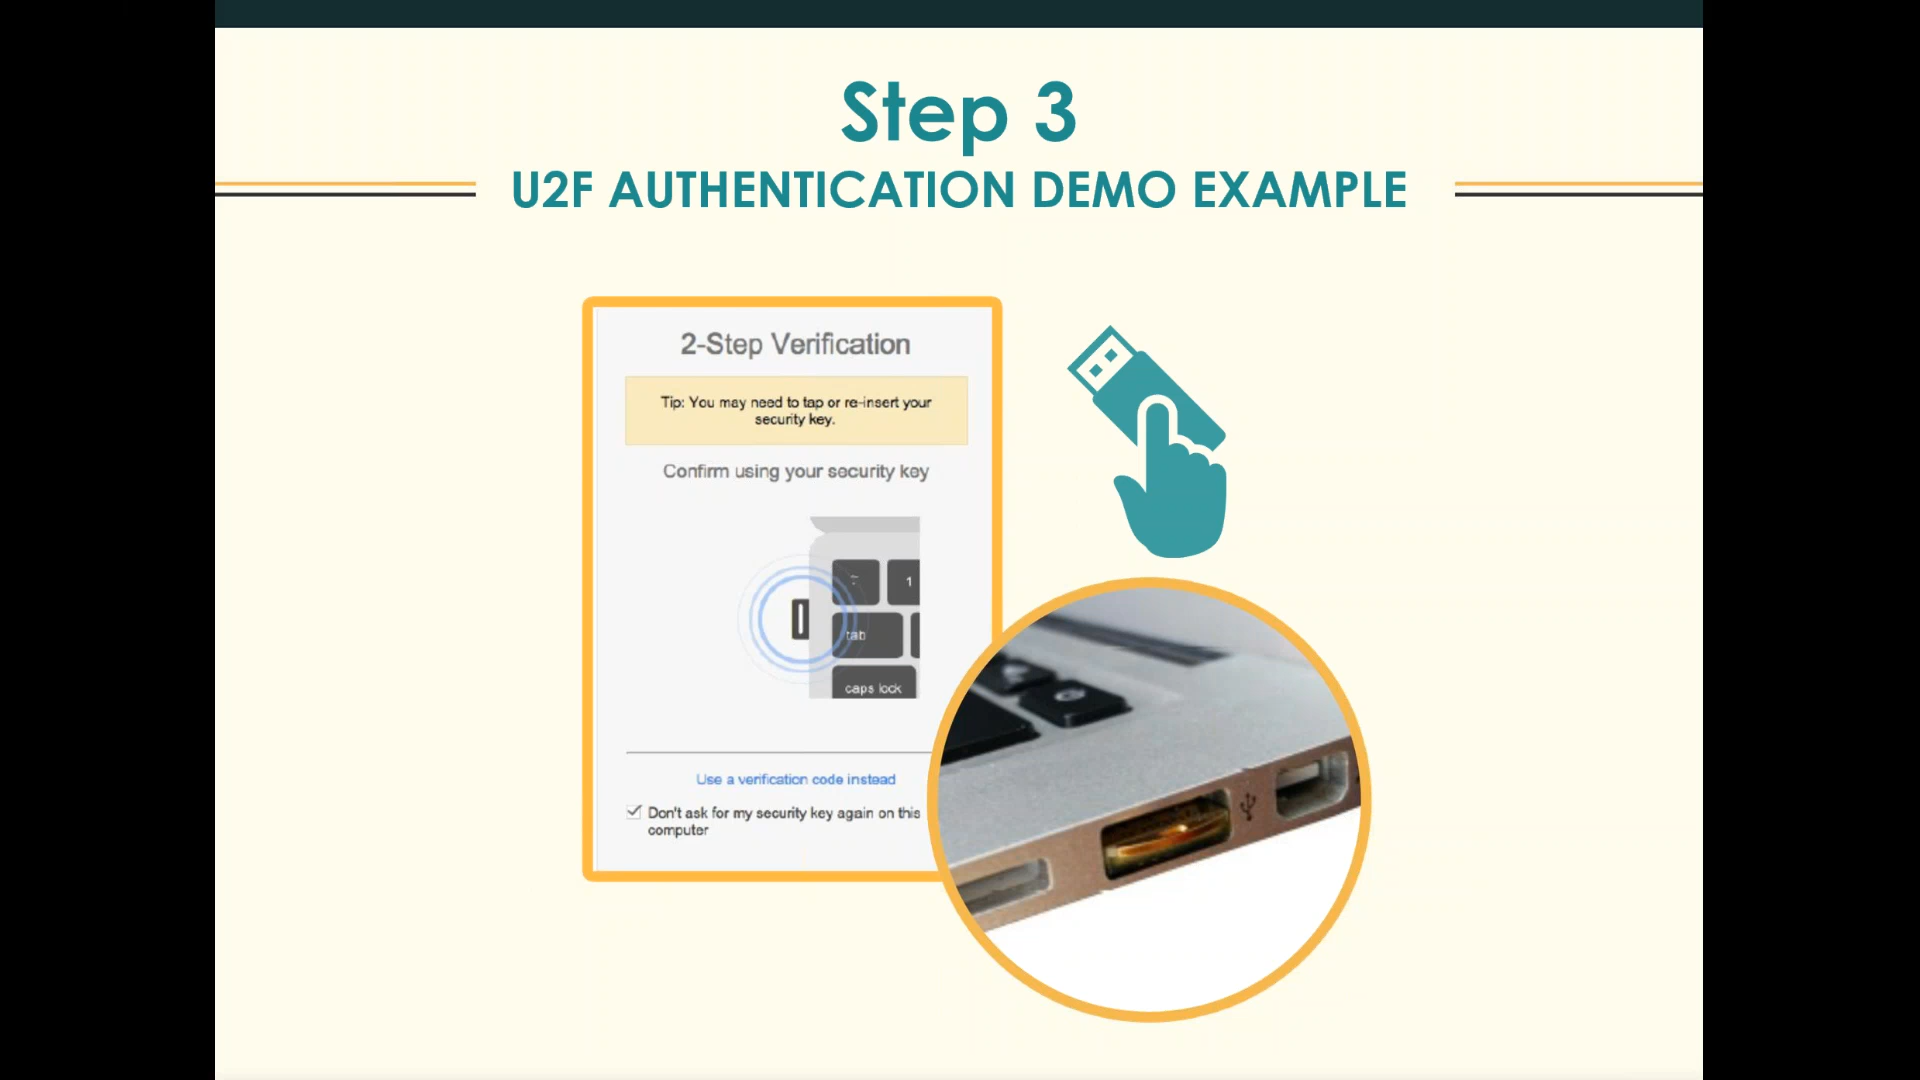 Step 3
U2F AUTHENTICATION DEMO EXAMPLE
2-Step Verification
Tip: You may need to tap or re-insert your
security key.
Confirm using your security key
1
tab
caps lock
Use a verification code instead
Don't ask for my security key again on this
computer